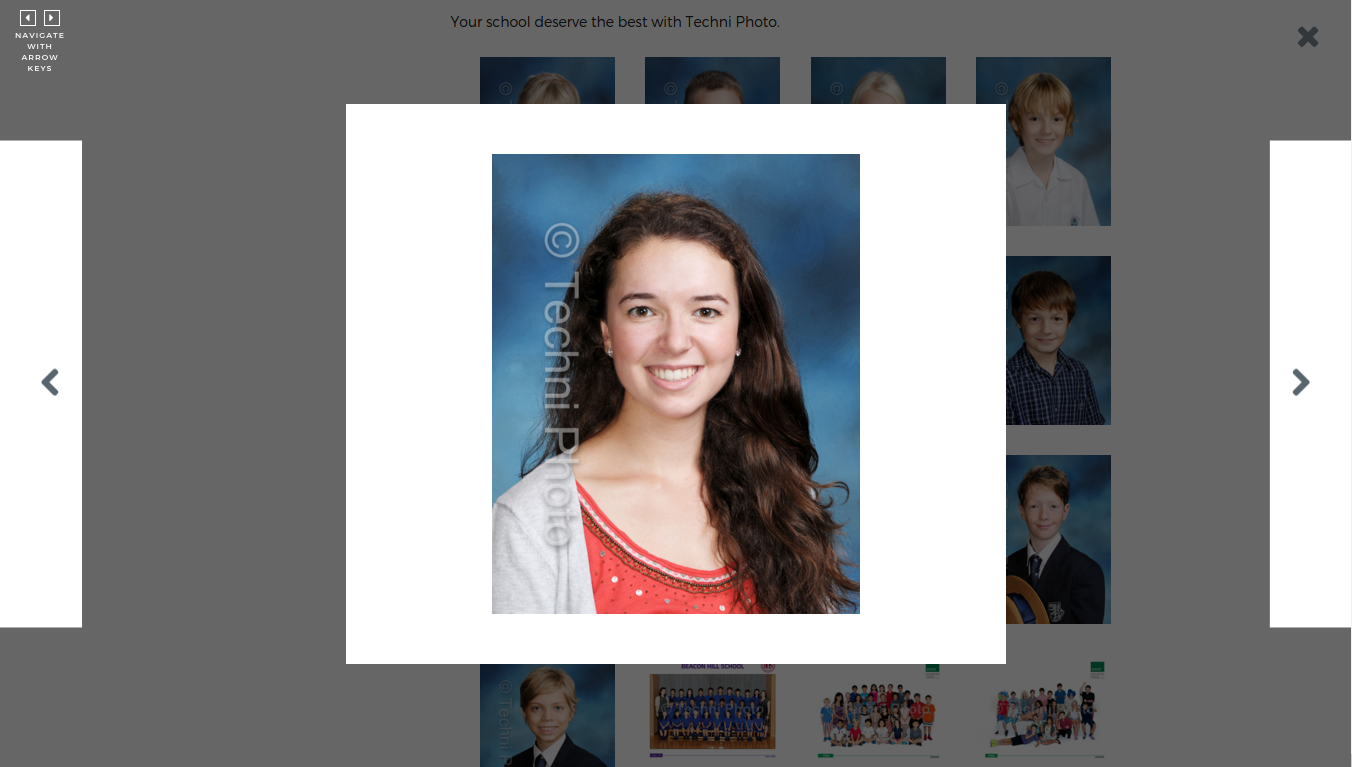 Your school deserve the best with Techni Photo.
NAVIGATE
WITH
ARROW
KEYS
©
©
©
©
© Techni Photo
BEACON HILL SCHOOL
© Techni